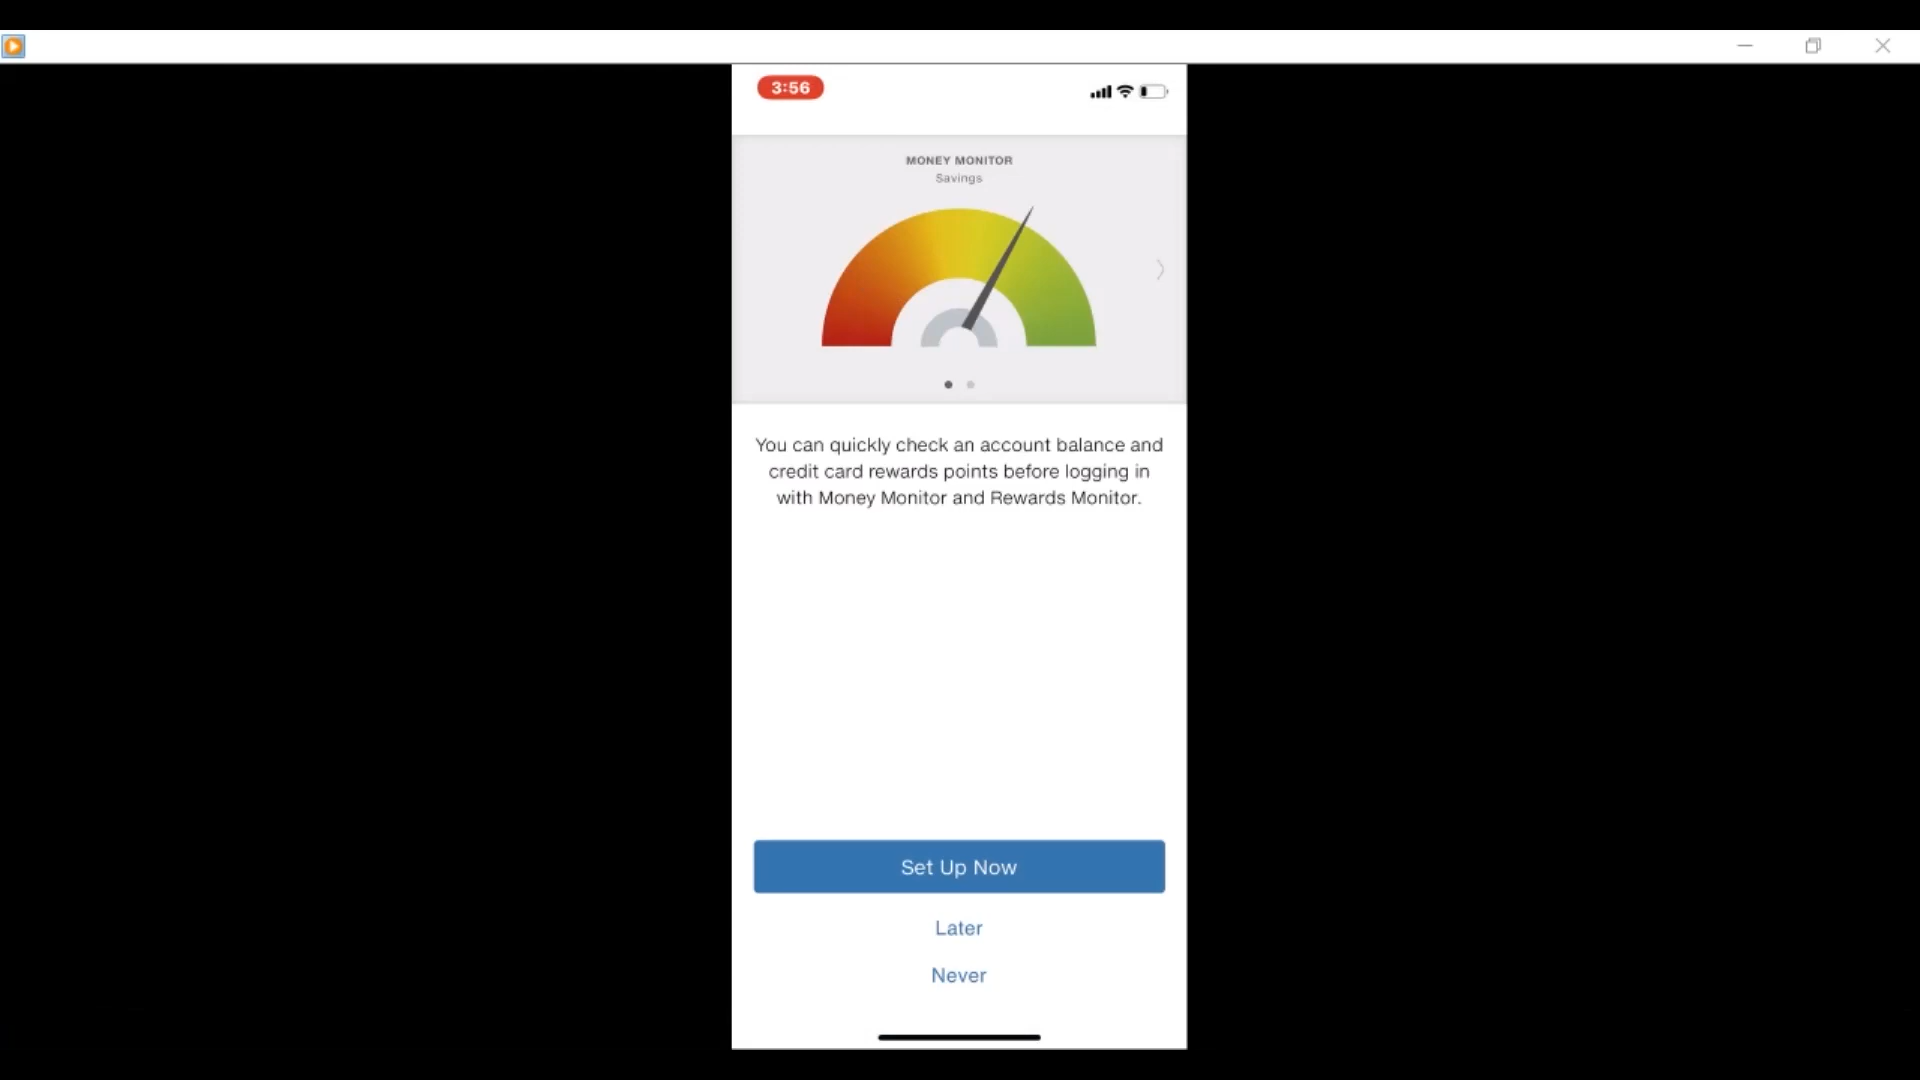 3:56
MONEY MONITOR
Savings
You can quickly check an account balance and
credit card rewards points before logging in
with Money Monitor and Rewards Monitor.
Set Up Now
Later
Never